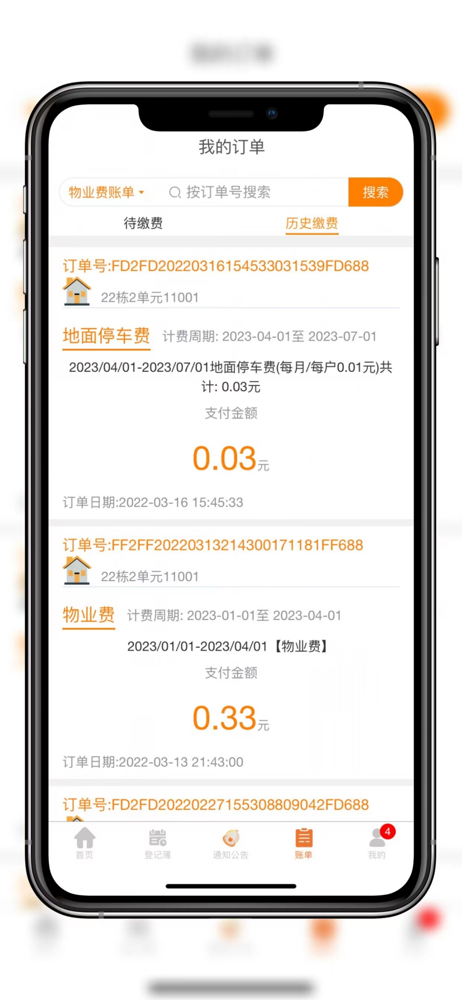 我的订单
物业费账单 按订单号搜索 搜索
待缴费 历史缴费
订单号:FD2FD20220316154533031539FD688
22栋2单元11001
地面停车费 计费周期: 2023-04-01至 2023-07-01
2023/04/01-2023/07/01地面停车费(每月/每户0.01元)共
计: 0.03元
支付金额
0.03元
订单日期:2022-03-16 15:45:33
订单号:FF2FF20220313214300171181FF688
22栋2单元11001
物业费 计费周期: 2023-01-01至 2023-04-01
2023/01/01-2023/04/01【物业费】
支付金额
0.33元
订单日期:2022-03-13 21:43:00
订单号:FD2FD20220227155308809042FD688
4
首页 登记薄 通知公告 账单 我的